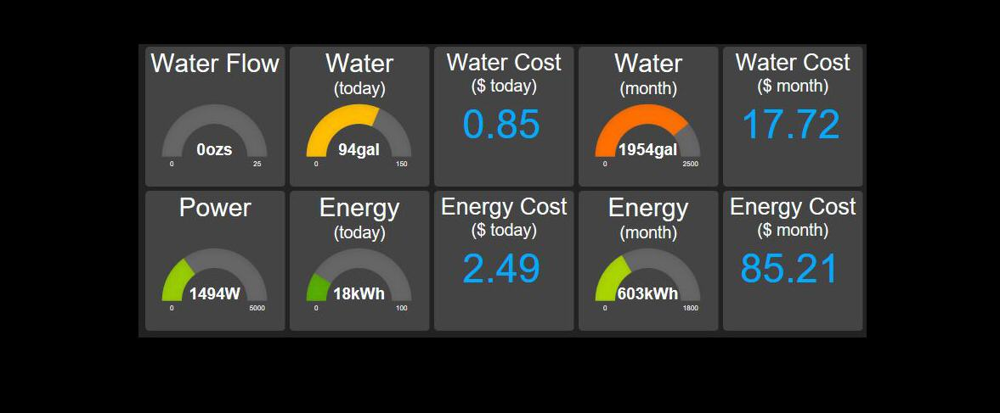 Water Flow
0ozs
0 25
Water
(today)
94gal
0 150
Water Cost
($ today)
0.85
Water
(month)
1954gal
0 2500
Water Cost
($ month)
17.72
Power
1494W
0 5000
Energy
(today)
18kWh
0 100
Energy Cost
($ today)
2.49
Energy
(month)
603kWh
0 1800
Energy Cost
($ month)
85.21